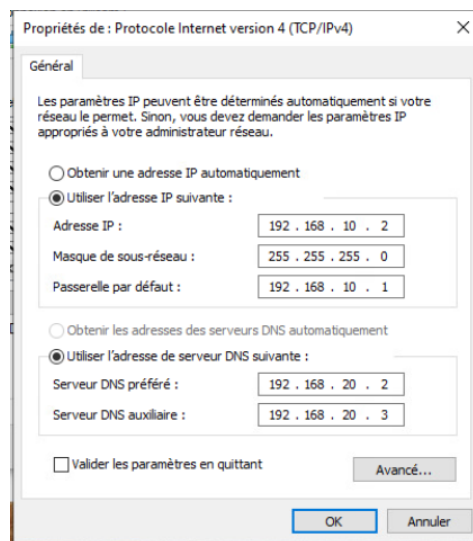 Propriétés de : Protocole Internet version 4 (TCP/IPv4)
Général
Les paramètres IP peuvent être déterminés automatiquement si votre
réseau le permet. Sinon, vous devez demander les paramètres IP
appropriés à votre administrateur réseau.
Obtenir une adresse IP automatiquement
Utiliser l'adresse IP suivante :
Adresse IP : 192 . 168 . 10 . 2
Masque de sous-réseau : 255 . 255 . 255 . 0
Passerelle par défaut : 192 . 168 . 10 . 1
Obtenir les adresses des serveurs DNS automatiquement
Utiliser l'adresse de serveur DNS suivante :
Serveur DNS préféré : 192 . 168 . 20 . 2
Serveur DNS auxiliaire : 192 . 168 . 20 . 3
Valider les paramètres en quittant
Avancé...
OK Annuler